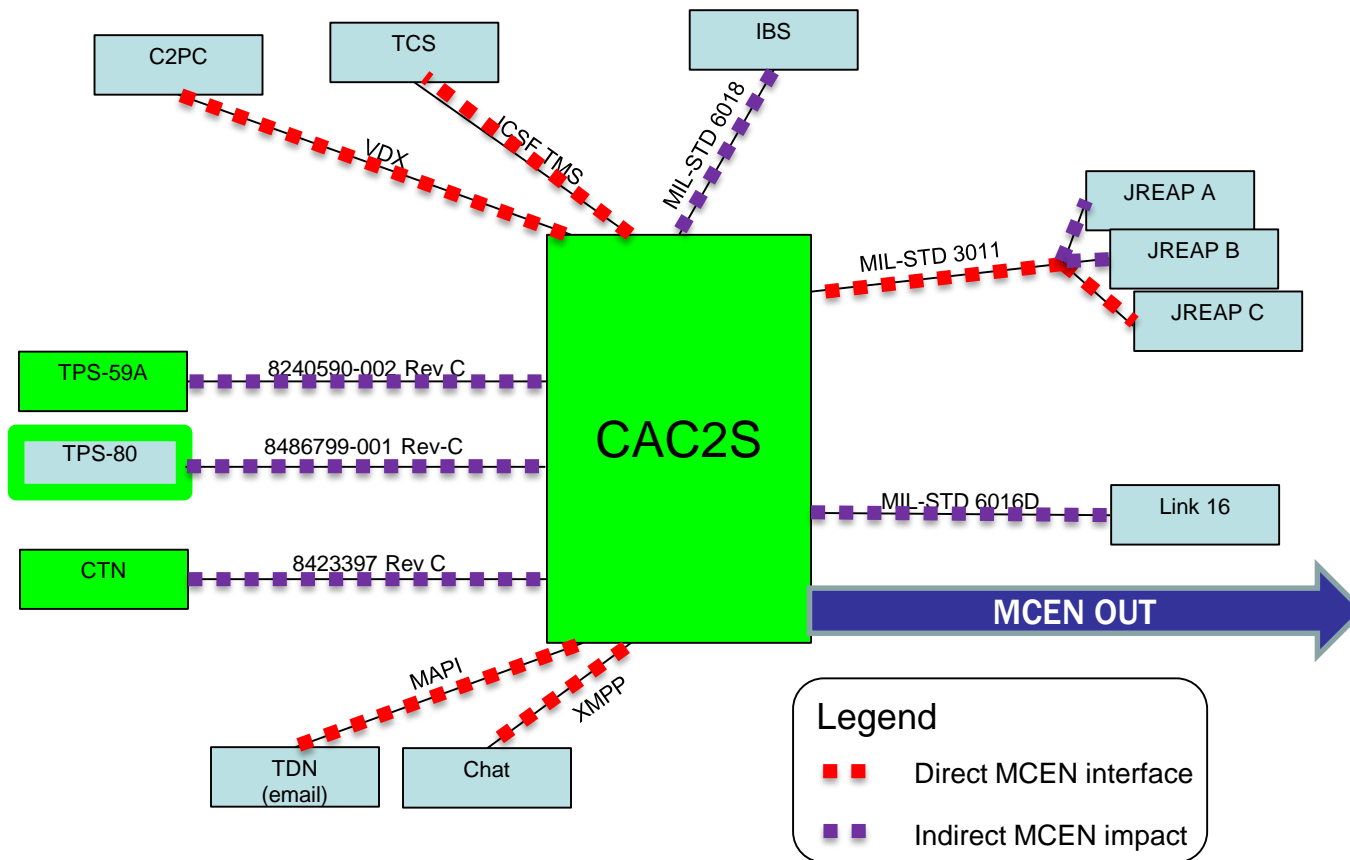 C2PC
TCS
IBS
VDX
ICSF TMS
MIL-STD 6018
JREAP A
JREAP B
JREAP C
MIL-STD 3011
TPS-59A
8240590-002 Rev C
TPS-80
8486799-001 Rev-C
CAC2S
MIL-STD 6016D
Link 16
CTN
8423397 Rev C
MCEN OUT
MAPI
XMPP
TDN
(email)
Chat
Legend
Direct MCEN interface
Indirect MCEN impact